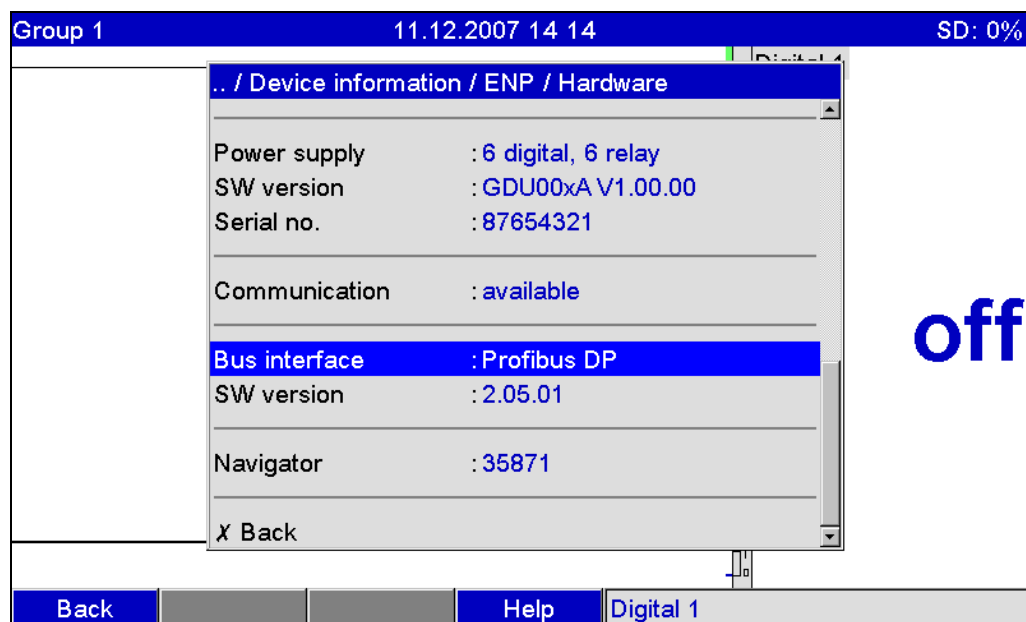 Group 1 11.12.2007 14 14 SD: 0%
Digital 1
.. / Device information / ENP / Hardware
Power supply : 6 digital, 6 relay
SW version : GDU00xA V1.00.00
Serial no. : 87654321
Communication : available
off
Bus interface : Profibus DP
SW version : 2.05.01
Navigator : 35871
✗ Back
Back Help Digital 1